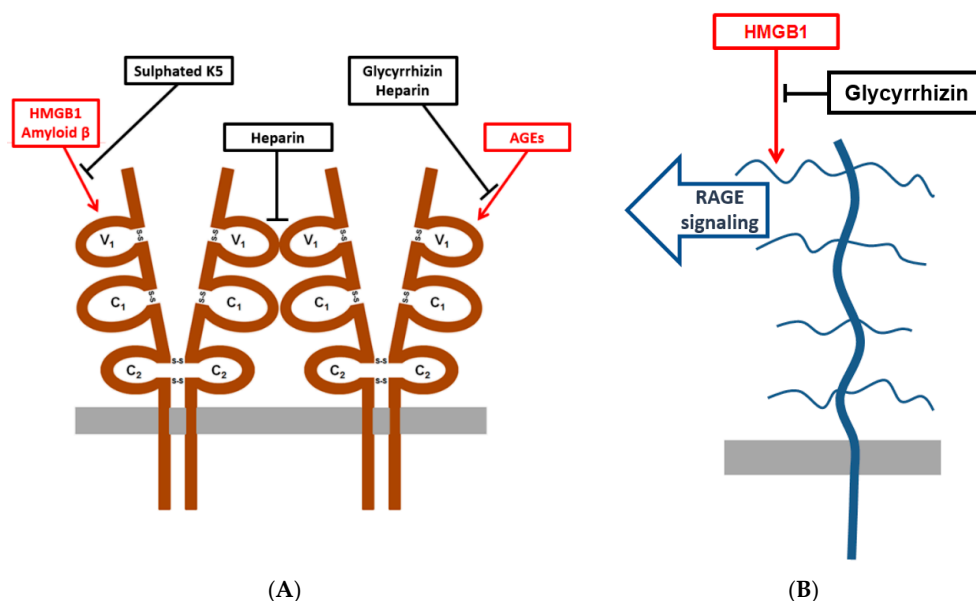 Sulphated K5
HMGB1
Amyloid β
Heparin
Glycyrrhizin
Heparin
AGEs
V1
S-S
V1
S-S
V1
S-S
V1
S-S
C1
S-S
C1
S-S
C1
S-S
C1
S-S
C2
S-S
S-S
C2
C2
S-S
S-S
C2
(A)
HMGB1
Glycyrrhizin
RAGE
signaling
(B)